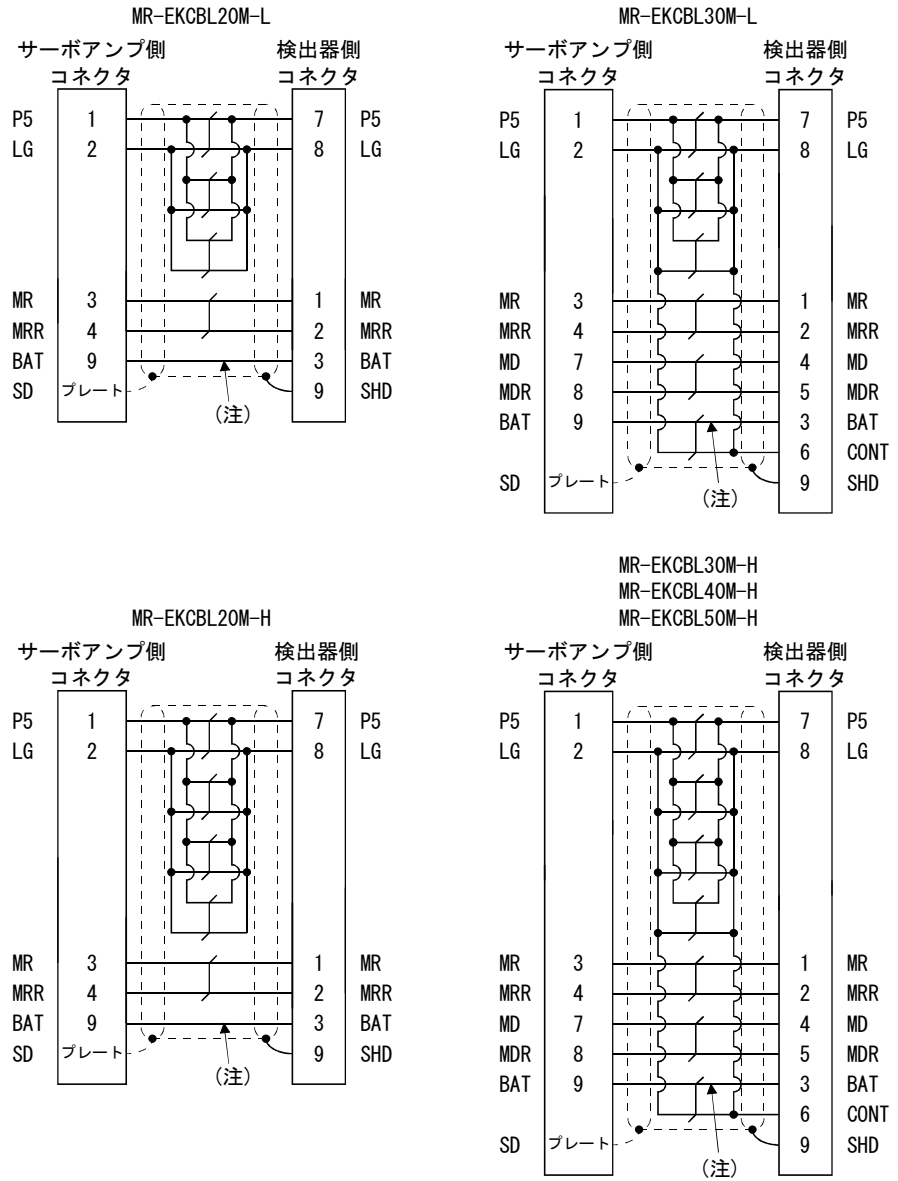 MR-EKCBL20M-L
サーボアンプ側 検出器側
コネクタ コネクタ
P5 1 7 P5
LG 2 8 LG
MR 3 1 MR
MRR 4 2 MRR
BAT 9 3 BAT
SD プレート 9 SHD
(注)
MR-EKCBL30M-L
サーボアンプ側 検出器側
コネクタ コネクタ
P5 1 7 P5
LG 2 8 LG
MR 3 1 MR
MRR 4 2 MRR
MD 7 4 MD
MDR 8 5 MDR
BAT 9 3 BAT
6 CONT
SD プレート 9 SHD
(注)
MR-EKCBL20M-H
サーボアンプ側 検出器側
コネクタ コネクタ
P5 1 7 P5
LG 2 8 LG
MR 3 1 MR
MRR 4 2 MRR
BAT 9 3 BAT
SD プレート 9 SHD
(注)
MR-EKCBL30M-H
MR-EKCBL40M-H
MR-EKCBL50M-H
サーボアンプ側 検出器側
コネクタ コネクタ
P5 1 7 P5
LG 2 8 LG
MR 3 1 MR
MRR 4 2 MRR
MD 7 4 MD
MDR 8 5 MDR
BAT 9 3 BAT
6 CONT
SD プレート 9 SHD
(注)